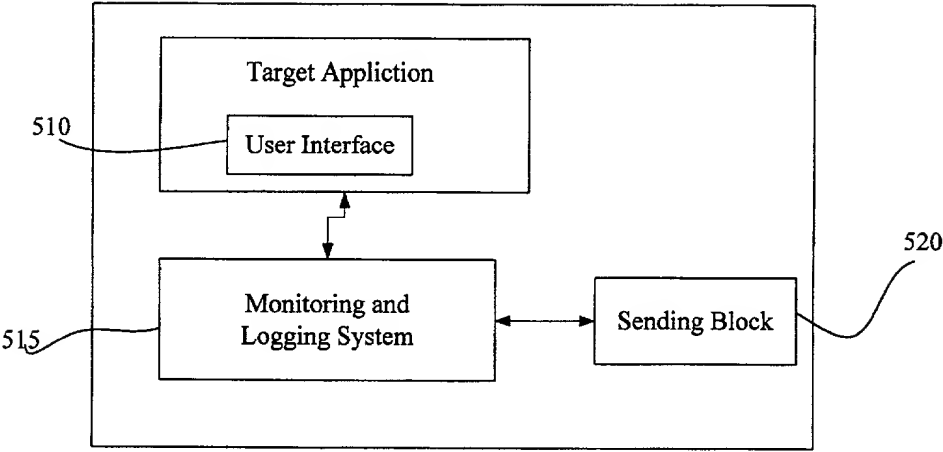 Target Appliction
510
User Interface
520
Monitoring and
Logging System
Sending Block
515